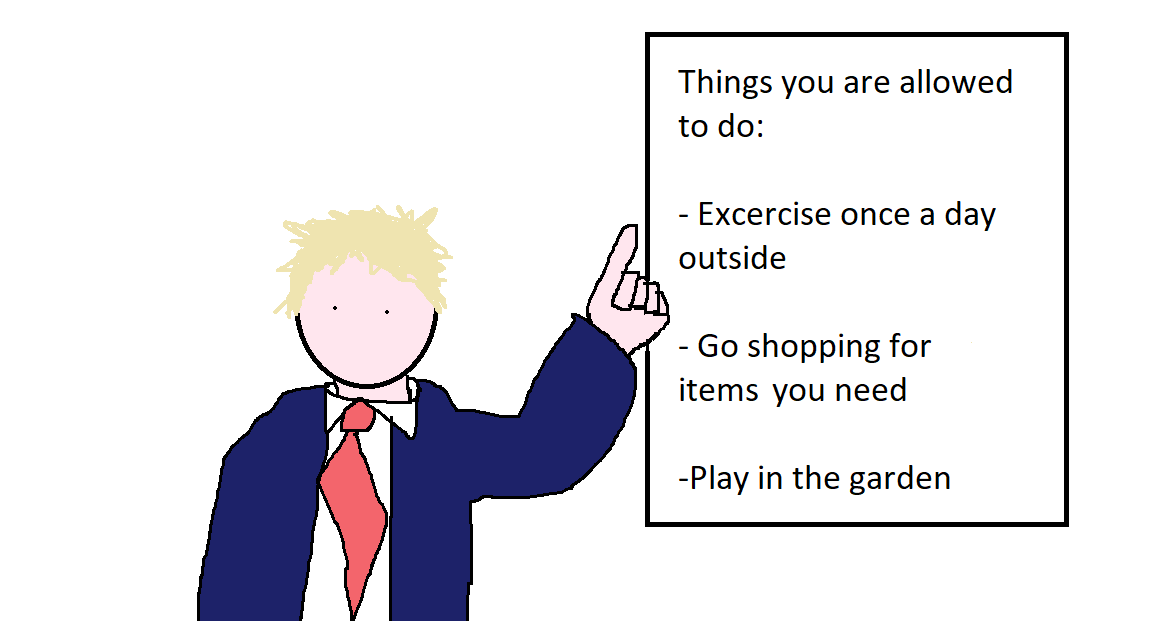 Things you are allowed
to do:
- Excercise once a day
outside
- Go shopping for
items you need
-Play in the garden